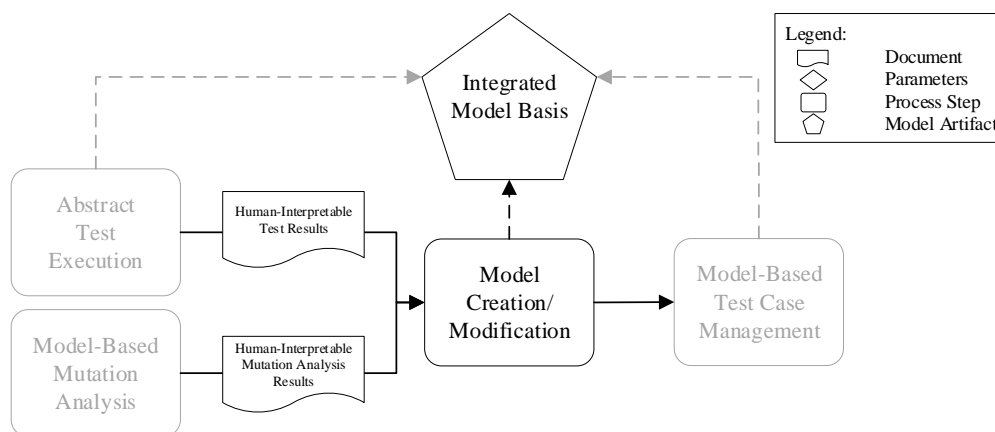 Integrated
Model Basis
Legend:
Document
Parameters
Process Step
Model Artifact
Abstract
Test
Execution
Human-Interpretable
Test Results
Model
Creation/
Modification
Model-Based
Test Case
Management
Model-Based
Mutation
Analysis
Human-Interpretable
Mutation Analysis
Results